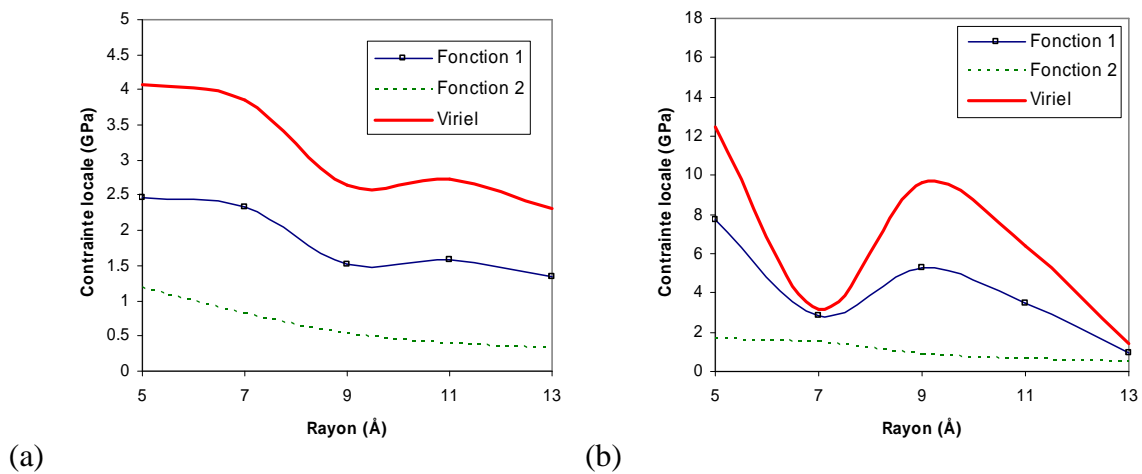 5
4.5
4
3.5
3
2.5
2
1.5
1
0.5
0
Contrainte locale (GPa)
5 7 9 11 13
Rayon (Å)
Fonction 1
Fonction 2
Viriel
(a)
18
16
14
12
10
8
6
4
2
0
Contrainte locale (GPa)
5 7 9 11 13
Rayon (Å)
Fonction 1
Fonction 2
Viriel
(b)